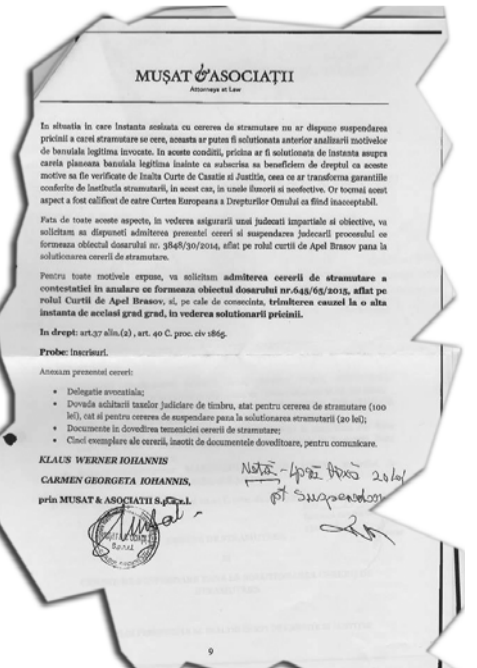 MUŞAT & ASOCIAŢII
Attorneys at Law
In situatia in care instanta sesizata cu cererea de stramutare nu ar dispune suspendarea
pricinii a carei stramutare se cere, aceasta ar putea fi solutionata anterior analizarii motivelor
de banuiala legitima invocate. In aceste conditii, pricina ar fi solutionata de instanta asupra
careia planeaza banuiala legitima inainte ca subscrisa sa beneficiem de dreptul ca aceste
motive sa fie verificate de Inalta Curte de Casatie si Justitie, ceea ce ar transforma garantiile
conferite de institutia stramutarii, in acest caz, in unele iluzorii si neefective. Or tocmai acest
aspect a fost calificat de catre Curtea Europeana a Drepturilor Omului ca fiind inacceptabil.
Fata de toate aceste aspecte, in vederea asigurarii unei judecati impartiale si obiective, va
solicitam sa dispuneti admiterea prezentei cereri si suspendarea judecarii procesului ce
formeaza obiectul dosarului nr. 3848/30/2014, aflat pe rolul curtii de Apel Brasov pana la
solutionarea cererii de stramutare.
Pentru toate motivele expuse, va solicitam admiterea cererii de stramutare a
contestatiei in anulare ce formeaza obiectul dosarului nr.645/65/2015, aflat pe
rolul Curtii de Apel Brasov, si, pe cale de consecinta, trimiterea cauzei la o alta
instanta de acelasi grad grad, in vederea solutionarii pricinii.
In drept: art.37 alin.(2) , art. 40 C. proc. civ 1865.
Probe: inscrisuri.
Anexam prezentei cereri:
• Delegatie avocatiala;
• Dovada achitarii taxelor judiciare de timbru, atat pentru cererea de stramutare (100
lei), cat si pentru cererea de suspendare pana la solutionarea stramutarii (20 lei);
• Documente in dovedirea temeiniciei cererii de stramutare;
• Cinci exemplare ale cererii, insotit de documentele doveditoare, pentru comunicare.
KLAUS WERNER IOHANNIS
CARMEN GEORGETA IOHANNIS,
prin MUSAT & ASOCIATII S.p.a.r.l.
Notă - lipsă taxă 20 lei
pt suspendare
9